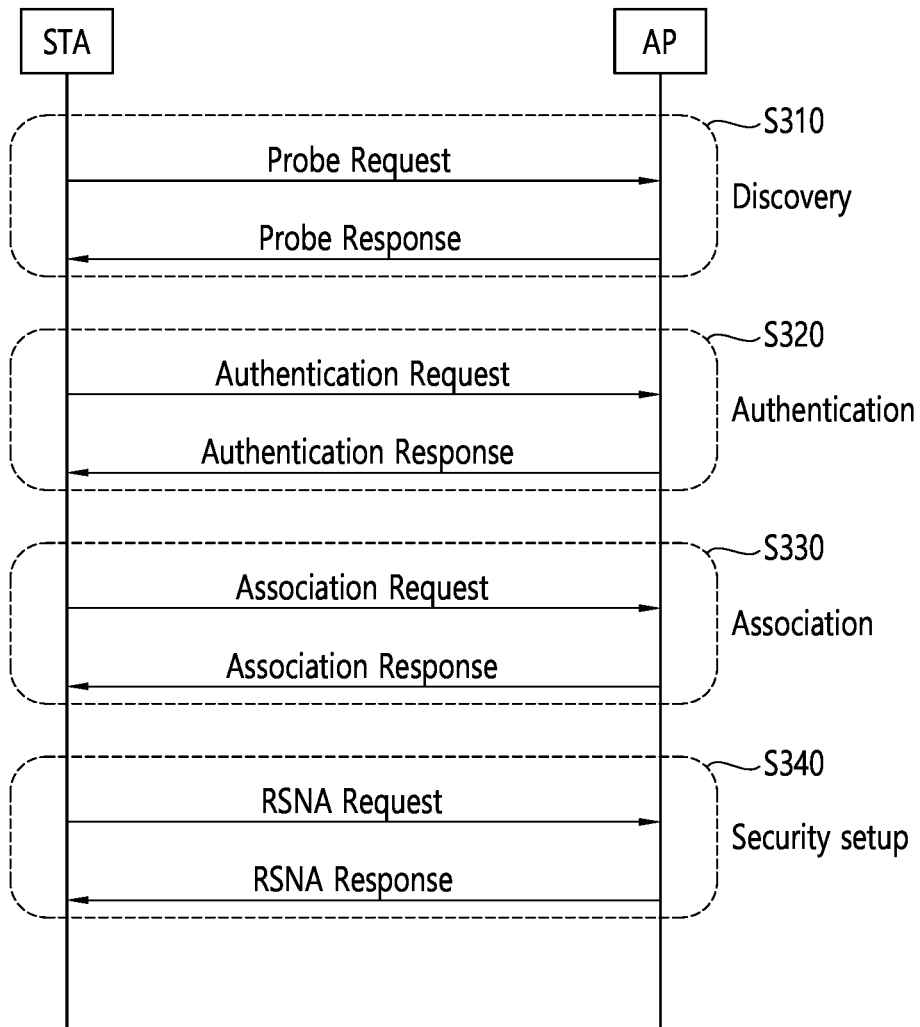 STA
AP
S310
Probe Request
Discovery
Probe Response
S320
Authentication Request
Authentication
Authentication Response
S330
Association Request
Association
Association Response
S340
RSNA Request
Security setup
RSNA Response